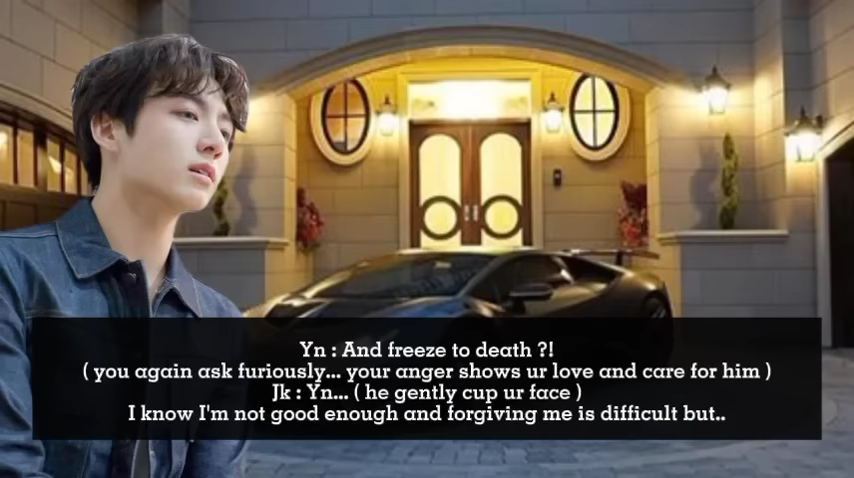 Yn : And freeze to death ?!
( you again ask furiously... your anger shows ur love and care for him )
Jk : Yn... ( he gently cup ur face )
I know I'm not good enough and forgiving me is difficult but..